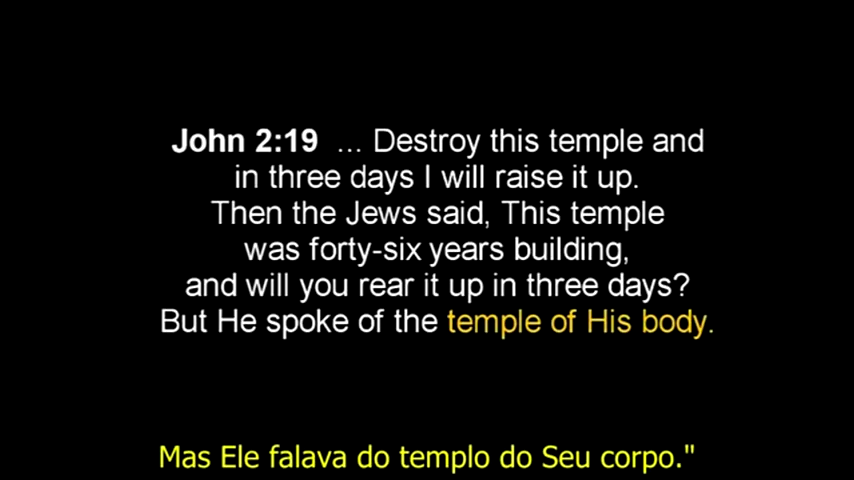 John 2:19 ... Destroy this temple and
in three days I will raise it up.
Then the Jews said, This temple
was forty-six years building,
and will you rear it up in three days?
But He spoke of the temple of His body.
Mas Ele falava do templo do Seu corpo."